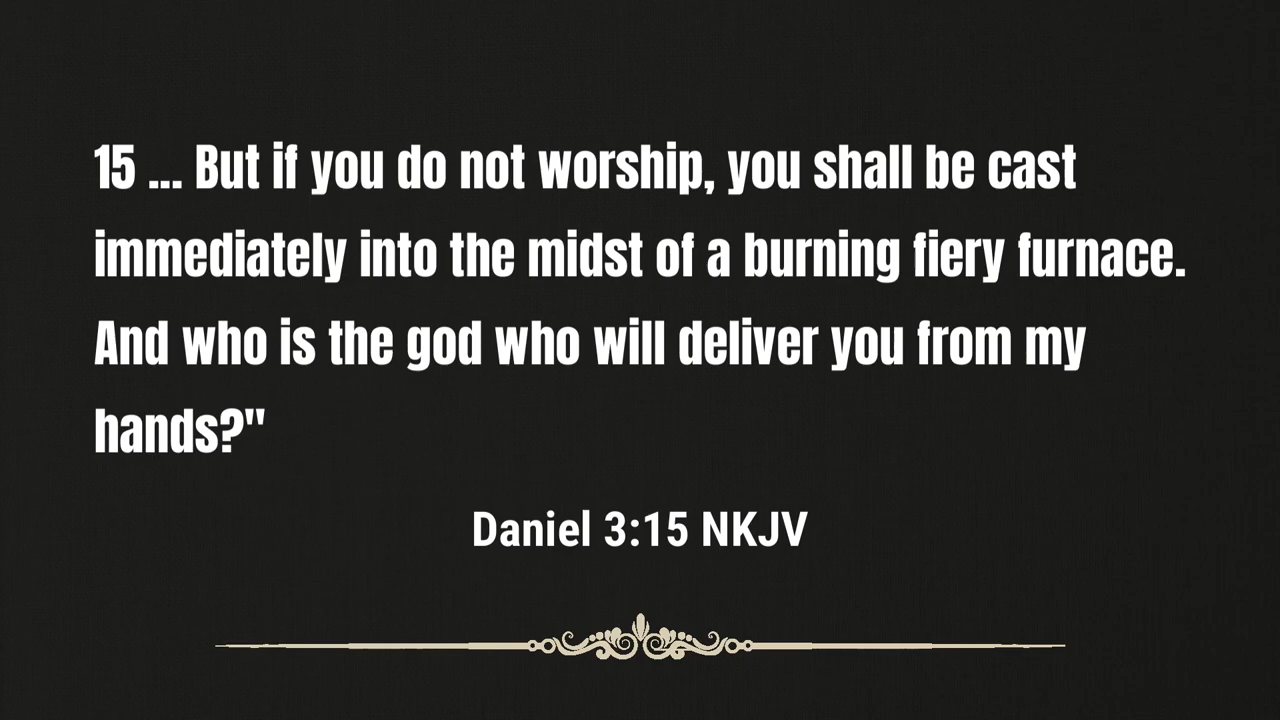 15 ... But if you do not worship, you shall be cast
immediately into the midst of a burning fiery furnace.
And who is the god who will deliver you from my
hands?"
Daniel 3:15 NKJV